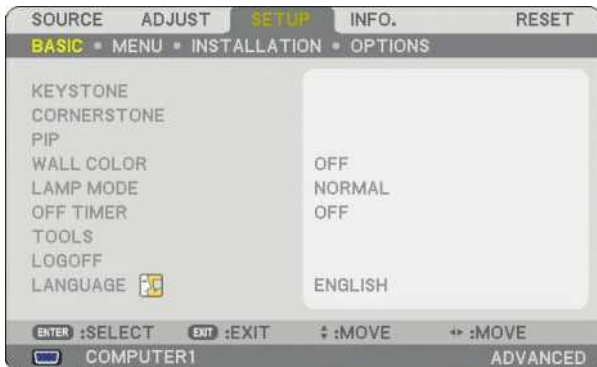 SOURCE ADJUST SETUP INFO. RESET
BASIC • MENU • INSTALLATION • OPTIONS
KEYSTONE
CORNERSTONE
PIP
WALL COLOR OFF
LAMP MODE NORMAL
OFF TIMER OFF
TOOLS
LOGOFF
LANGUAGE ENGLISH
ENTER :SELECT EXIT :EXIT :MOVE :MOVE
COMPUTER1 ADVANCED